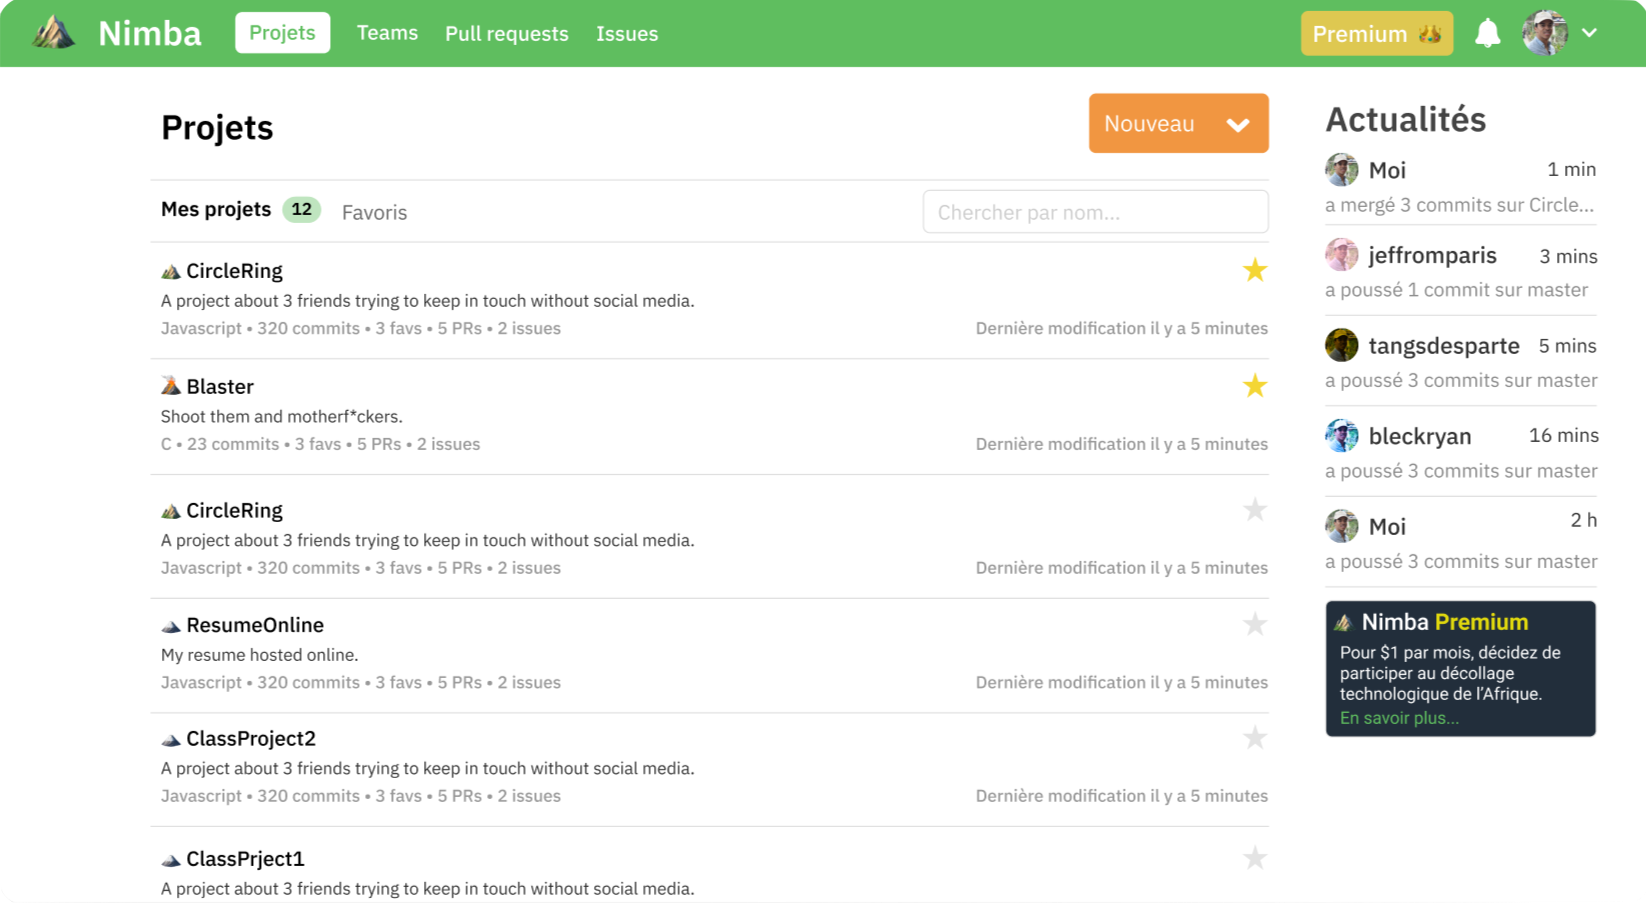 Nimba
Projets
Teams
Pull requests
Issues
Premium
Projets
Nouveau
Mes projets 12
Favoris
Chercher par nom...
CircleRing
A project about 3 friends trying to keep in touch without social media.
Javascript • 320 commits • 3 favs • 5 PRs • 2 issues
Dernière modification il y a 5 minutes
Blaster
Shoot them and motherf*ckers.
C • 23 commits • 3 favs • 5 PRs • 2 issues
Dernière modification il y a 5 minutes
CircleRing
A project about 3 friends trying to keep in touch without social media.
Javascript • 320 commits • 3 favs • 5 PRs • 2 issues
Dernière modification il y a 5 minutes
ResumeOnline
My resume hosted online.
Javascript • 320 commits • 3 favs • 5 PRs • 2 issues
Dernière modification il y a 5 minutes
ClassProject2
A project about 3 friends trying to keep in touch without social media.
Javascript • 320 commits • 3 favs • 5 PRs • 2 issues
Dernière modification il y a 5 minutes
ClassPrject1
A project about 3 friends trying to keep in touch without social media.
Actualités
Moi 1 min
a mergé 3 commits sur Circle...
jeffromparis 3 mins
a poussé 1 commit sur master
tangsdesparte 5 mins
a poussé 3 commits sur master
bleckryan 16 mins
a poussé 3 commits sur master
Moi 2 h
a poussé 3 commits sur master
Nimba Premium
Pour $1 par mois, décidez de
participer au décollage
technologique de l'Afrique.
En savoir plus...